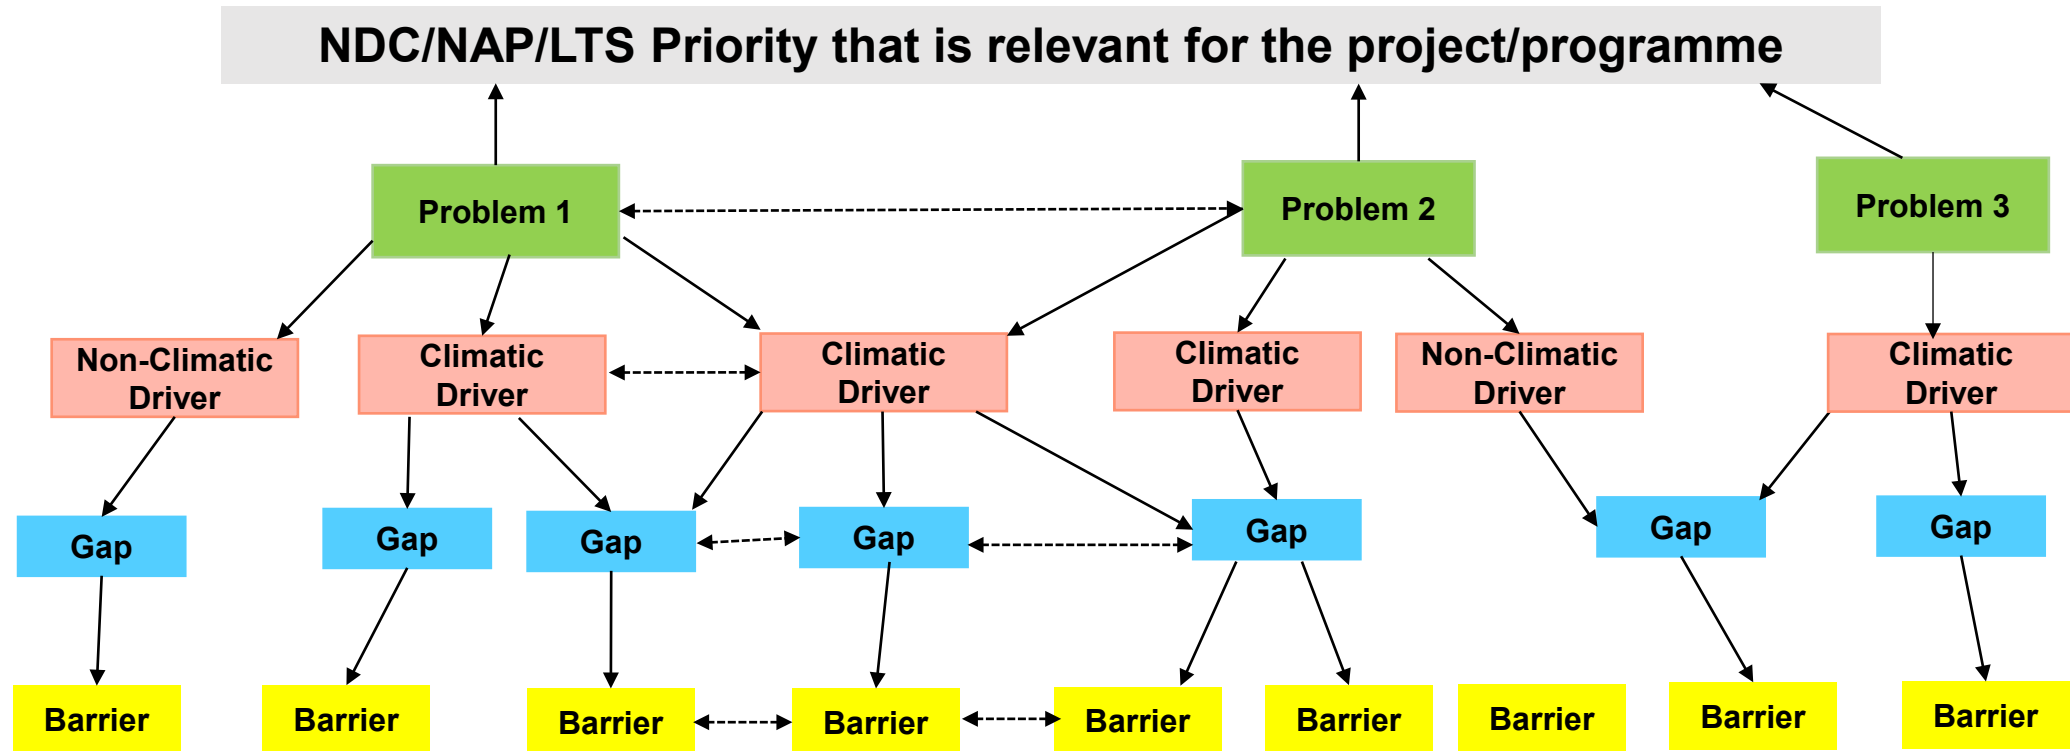 NDC/NAP/LTS Priority that is relevant for the project/programme
Problem 1
Problem 2
Problem 3
Non-Climatic
Driver
Climatic
Driver
Climatic
Driver
Climatic
Driver
Non-Climatic
Driver
Climatic
Driver
Gap
Gap
Gap
Gap
Gap
Gap
Gap
Barrier
Barrier
Barrier
Barrier
Barrier
Barrier
Barrier
Barrier
Barrier